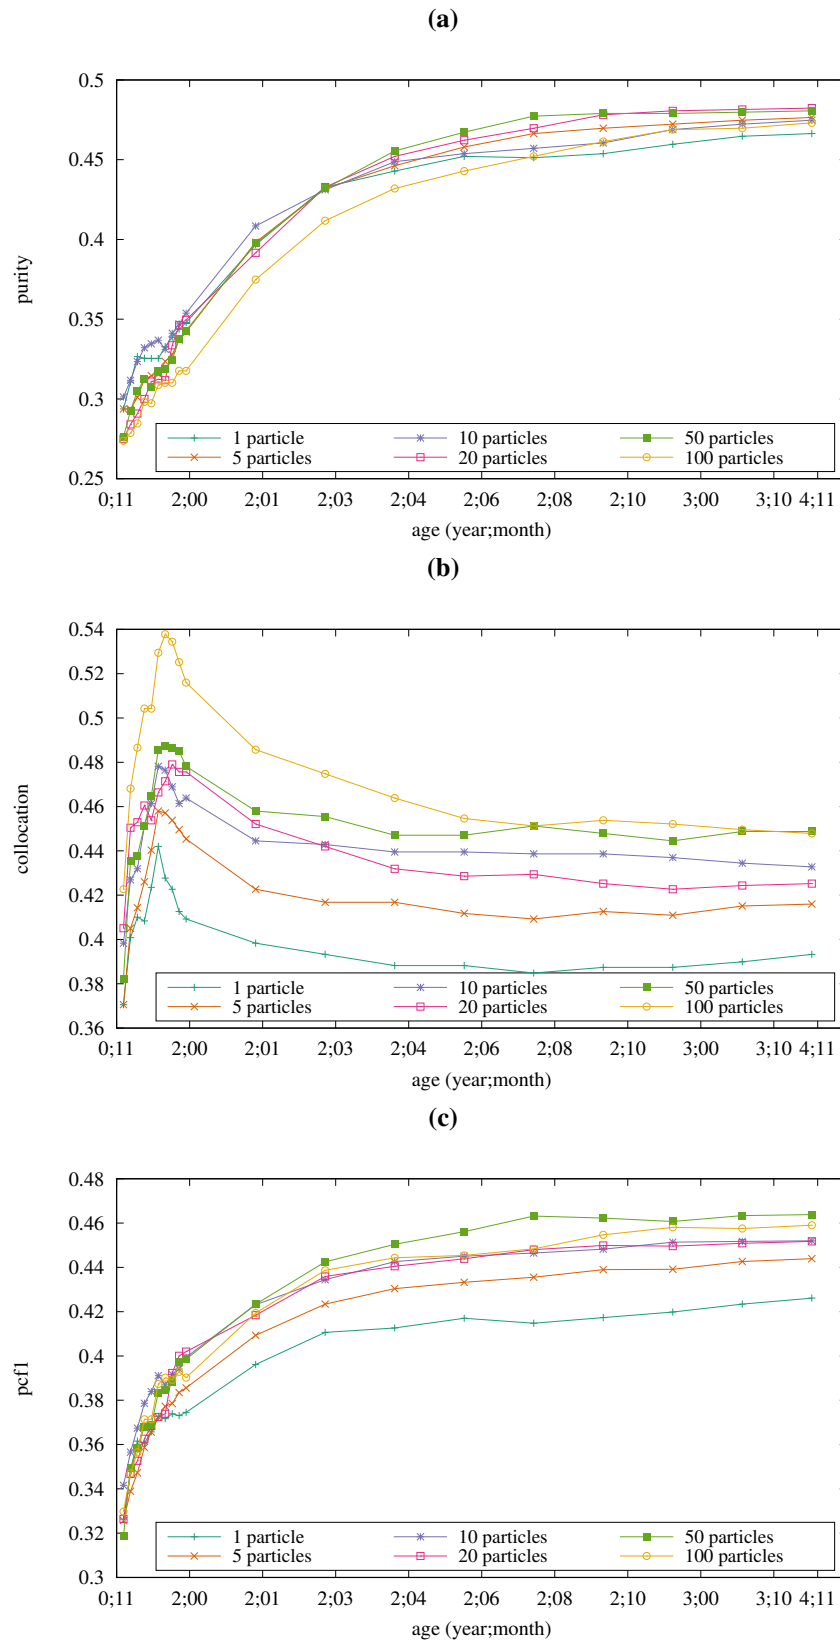 (a)
0.5
0.45
0.4
0.35
0.3
0.25
purity
1 particle 10 particles 50 particles
5 particles 20 particles 100 particles
0;11 2;00 2;01 2;03 2;04 2;06 2;08 2;10 3;00 3;10 4;11
age (year;month)
(b)
0.54
0.52
0.5
0.48
0.46
0.44
0.42
0.4
0.38
0.36
collocation
1 particle 10 particles 50 particles
5 particles 20 particles 100 particles
0;11 2;00 2;01 2;03 2;04 2;06 2;08 2;10 3;00 3;10 4;11
age (year;month)
(c)
0.48
0.46
0.44
0.42
0.4
0.38
0.36
0.34
0.32
0.3
pcf1
1 particle 10 particles 50 particles
5 particles 20 particles 100 particles
0;11 2;00 2;01 2;03 2;04 2;06 2;08 2;10 3;00 3;10 4;11
age (year;month)